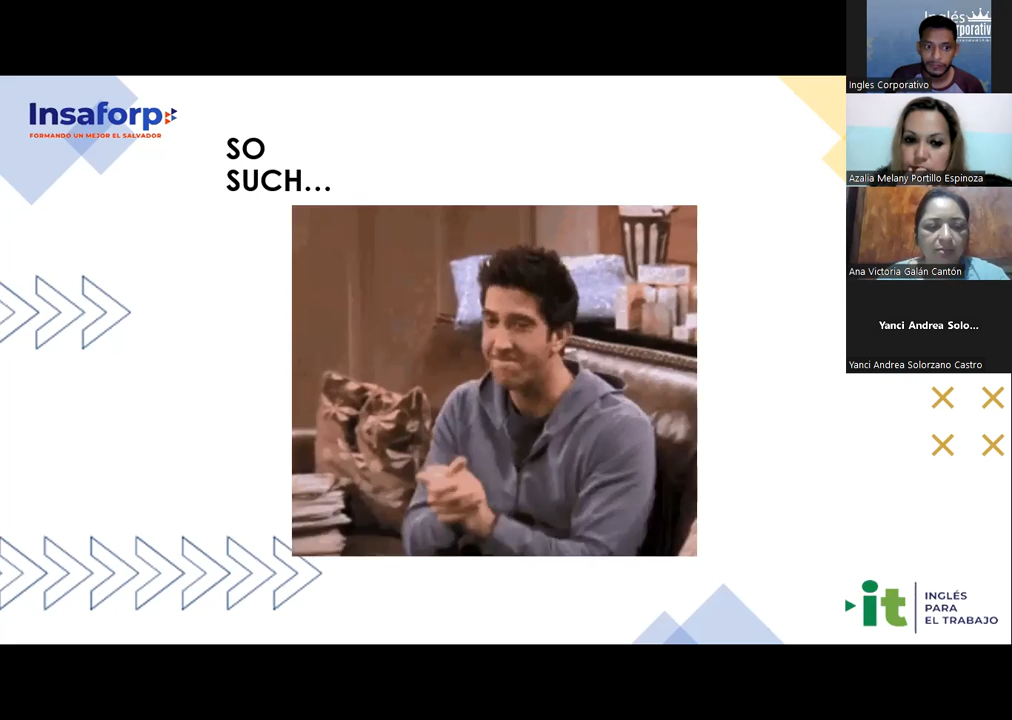 Insaforp
FORMANDO UN MEJOR EL SALVADOR
SO
SUCH...
it
INGLÉS
PARA
EL TRABAJO
Inglés
Ingles Corporativo
Azalia Melany Portillo Espinoza
Ana Victoria Galán Cantón
Yanci Andrea Solo...
Yanci Andrea Solorzano Castro